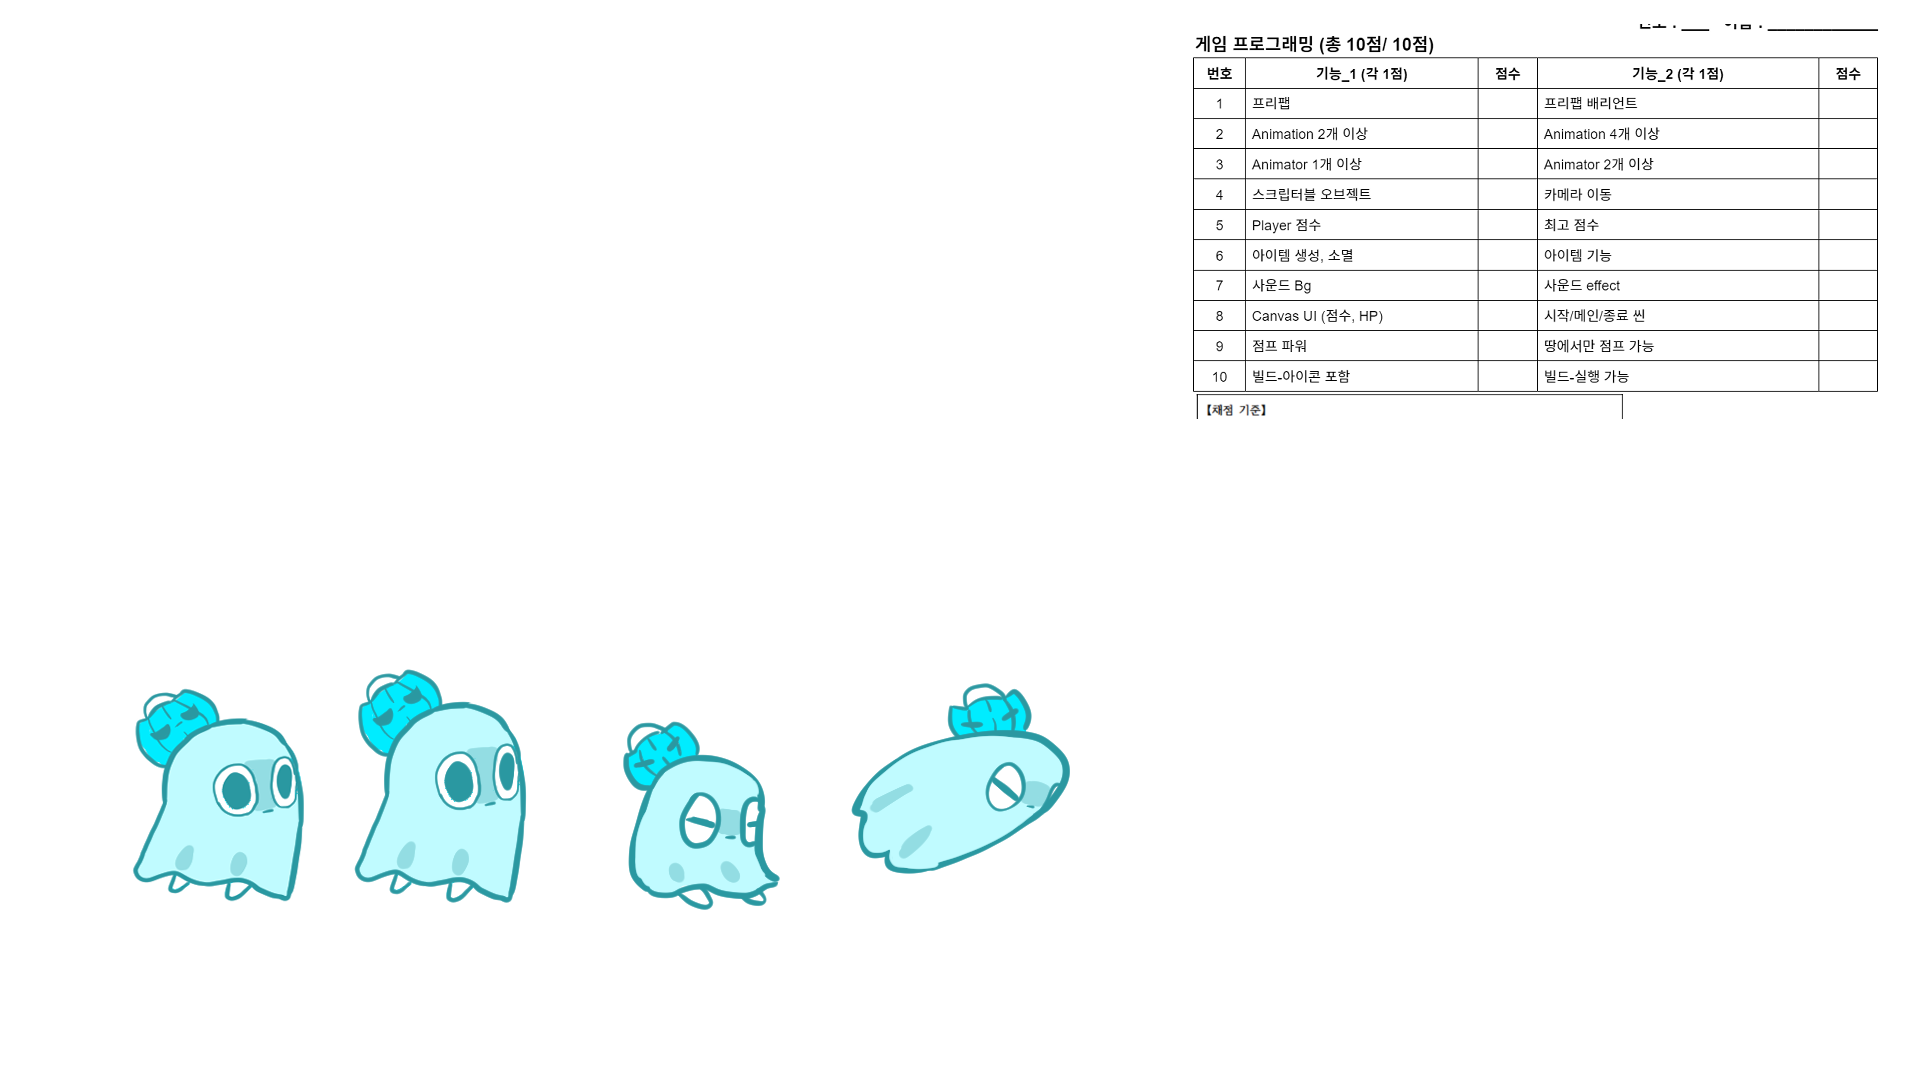 게임 프로그래밍 (총 10점/ 10점)
번호 기능_1 (각 1점) 점수 기능_2 (각 1점) 점수
1 프리팹 프리팹 배리언트
2 Animation 2개 이상 Animation 4개 이상
3 Animator 1개 이상 Animator 2개 이상
4 스크립터블 오브젝트 카메라 이동
5 Player 점수 최고 점수
6 아이템 생성, 소멸 아이템 기능
7 사운드 Bg 사운드 effect
8 Canvas UI (점수, HP) 시작/메인/종료 씬
9 점프 파워 땅에서만 점프 가능
10 빌드-아이콘 포함 빌드-실행 가능
【채점 기준】